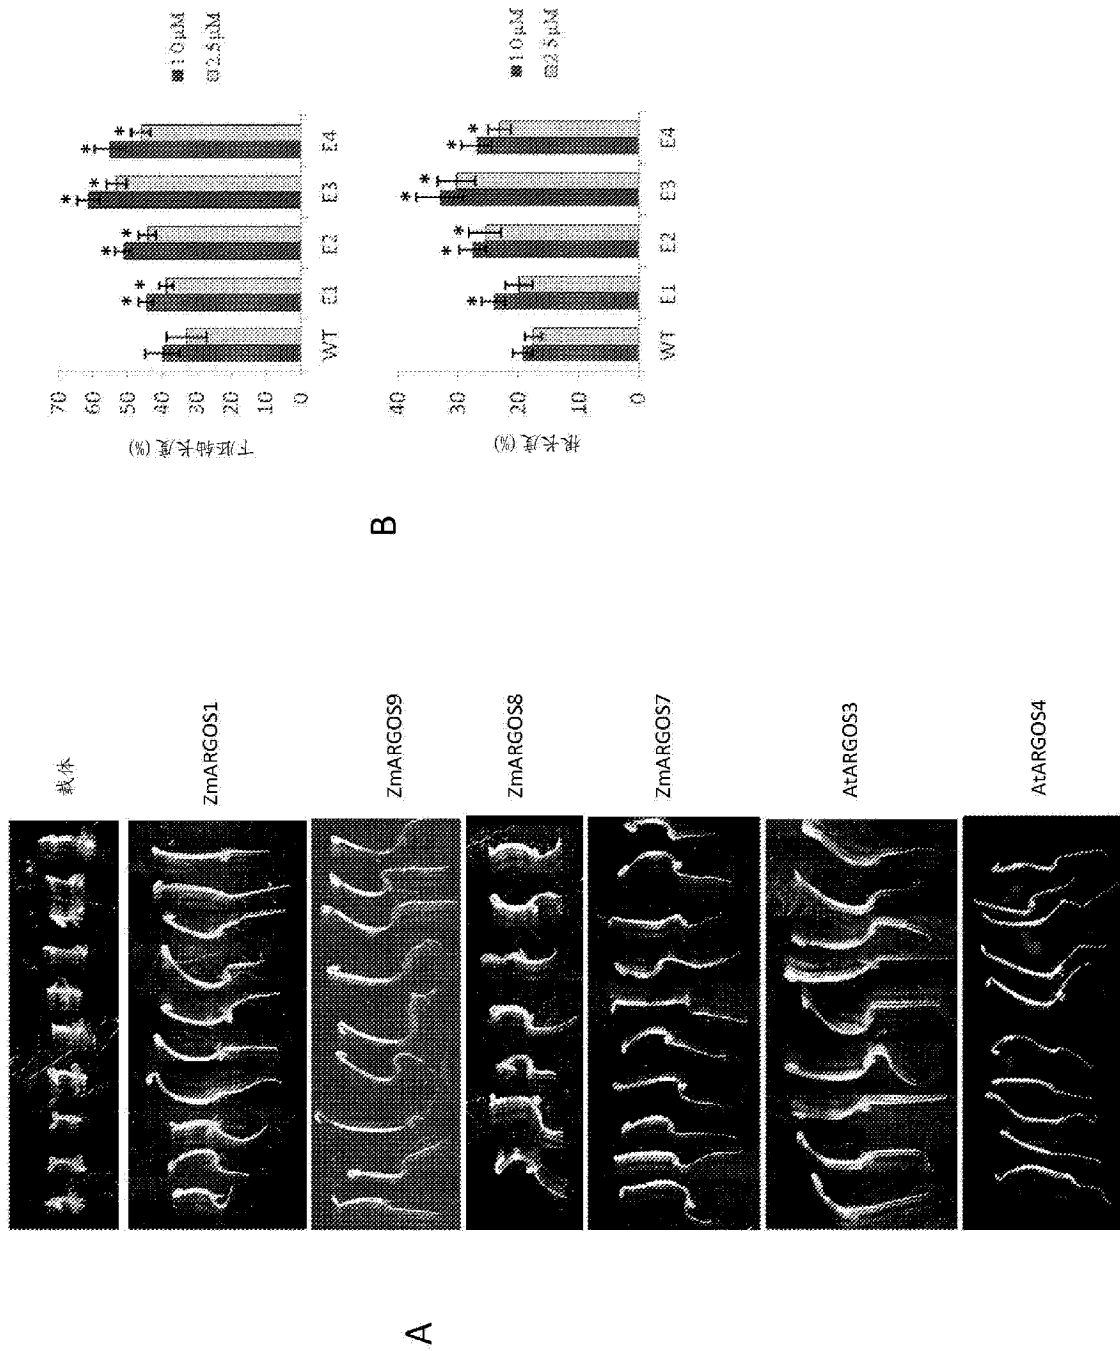 A
载体
ZmARGOS1
ZmARGOS9
ZmARGOS8
ZmARGOS7
AtARGOS3
AtARGOS4
B
下胚轴长度 (%)
70
60
50
40
30
20
10
0
* * * * * * * *
WT E1 E2 E3 E4
■ 10μM
■ 2.5μM
根长度 (%)
40
30
20
10
0
* * * * * * *
WT E1 E2 E3 E4
■ 10μM
■ 2.5μM